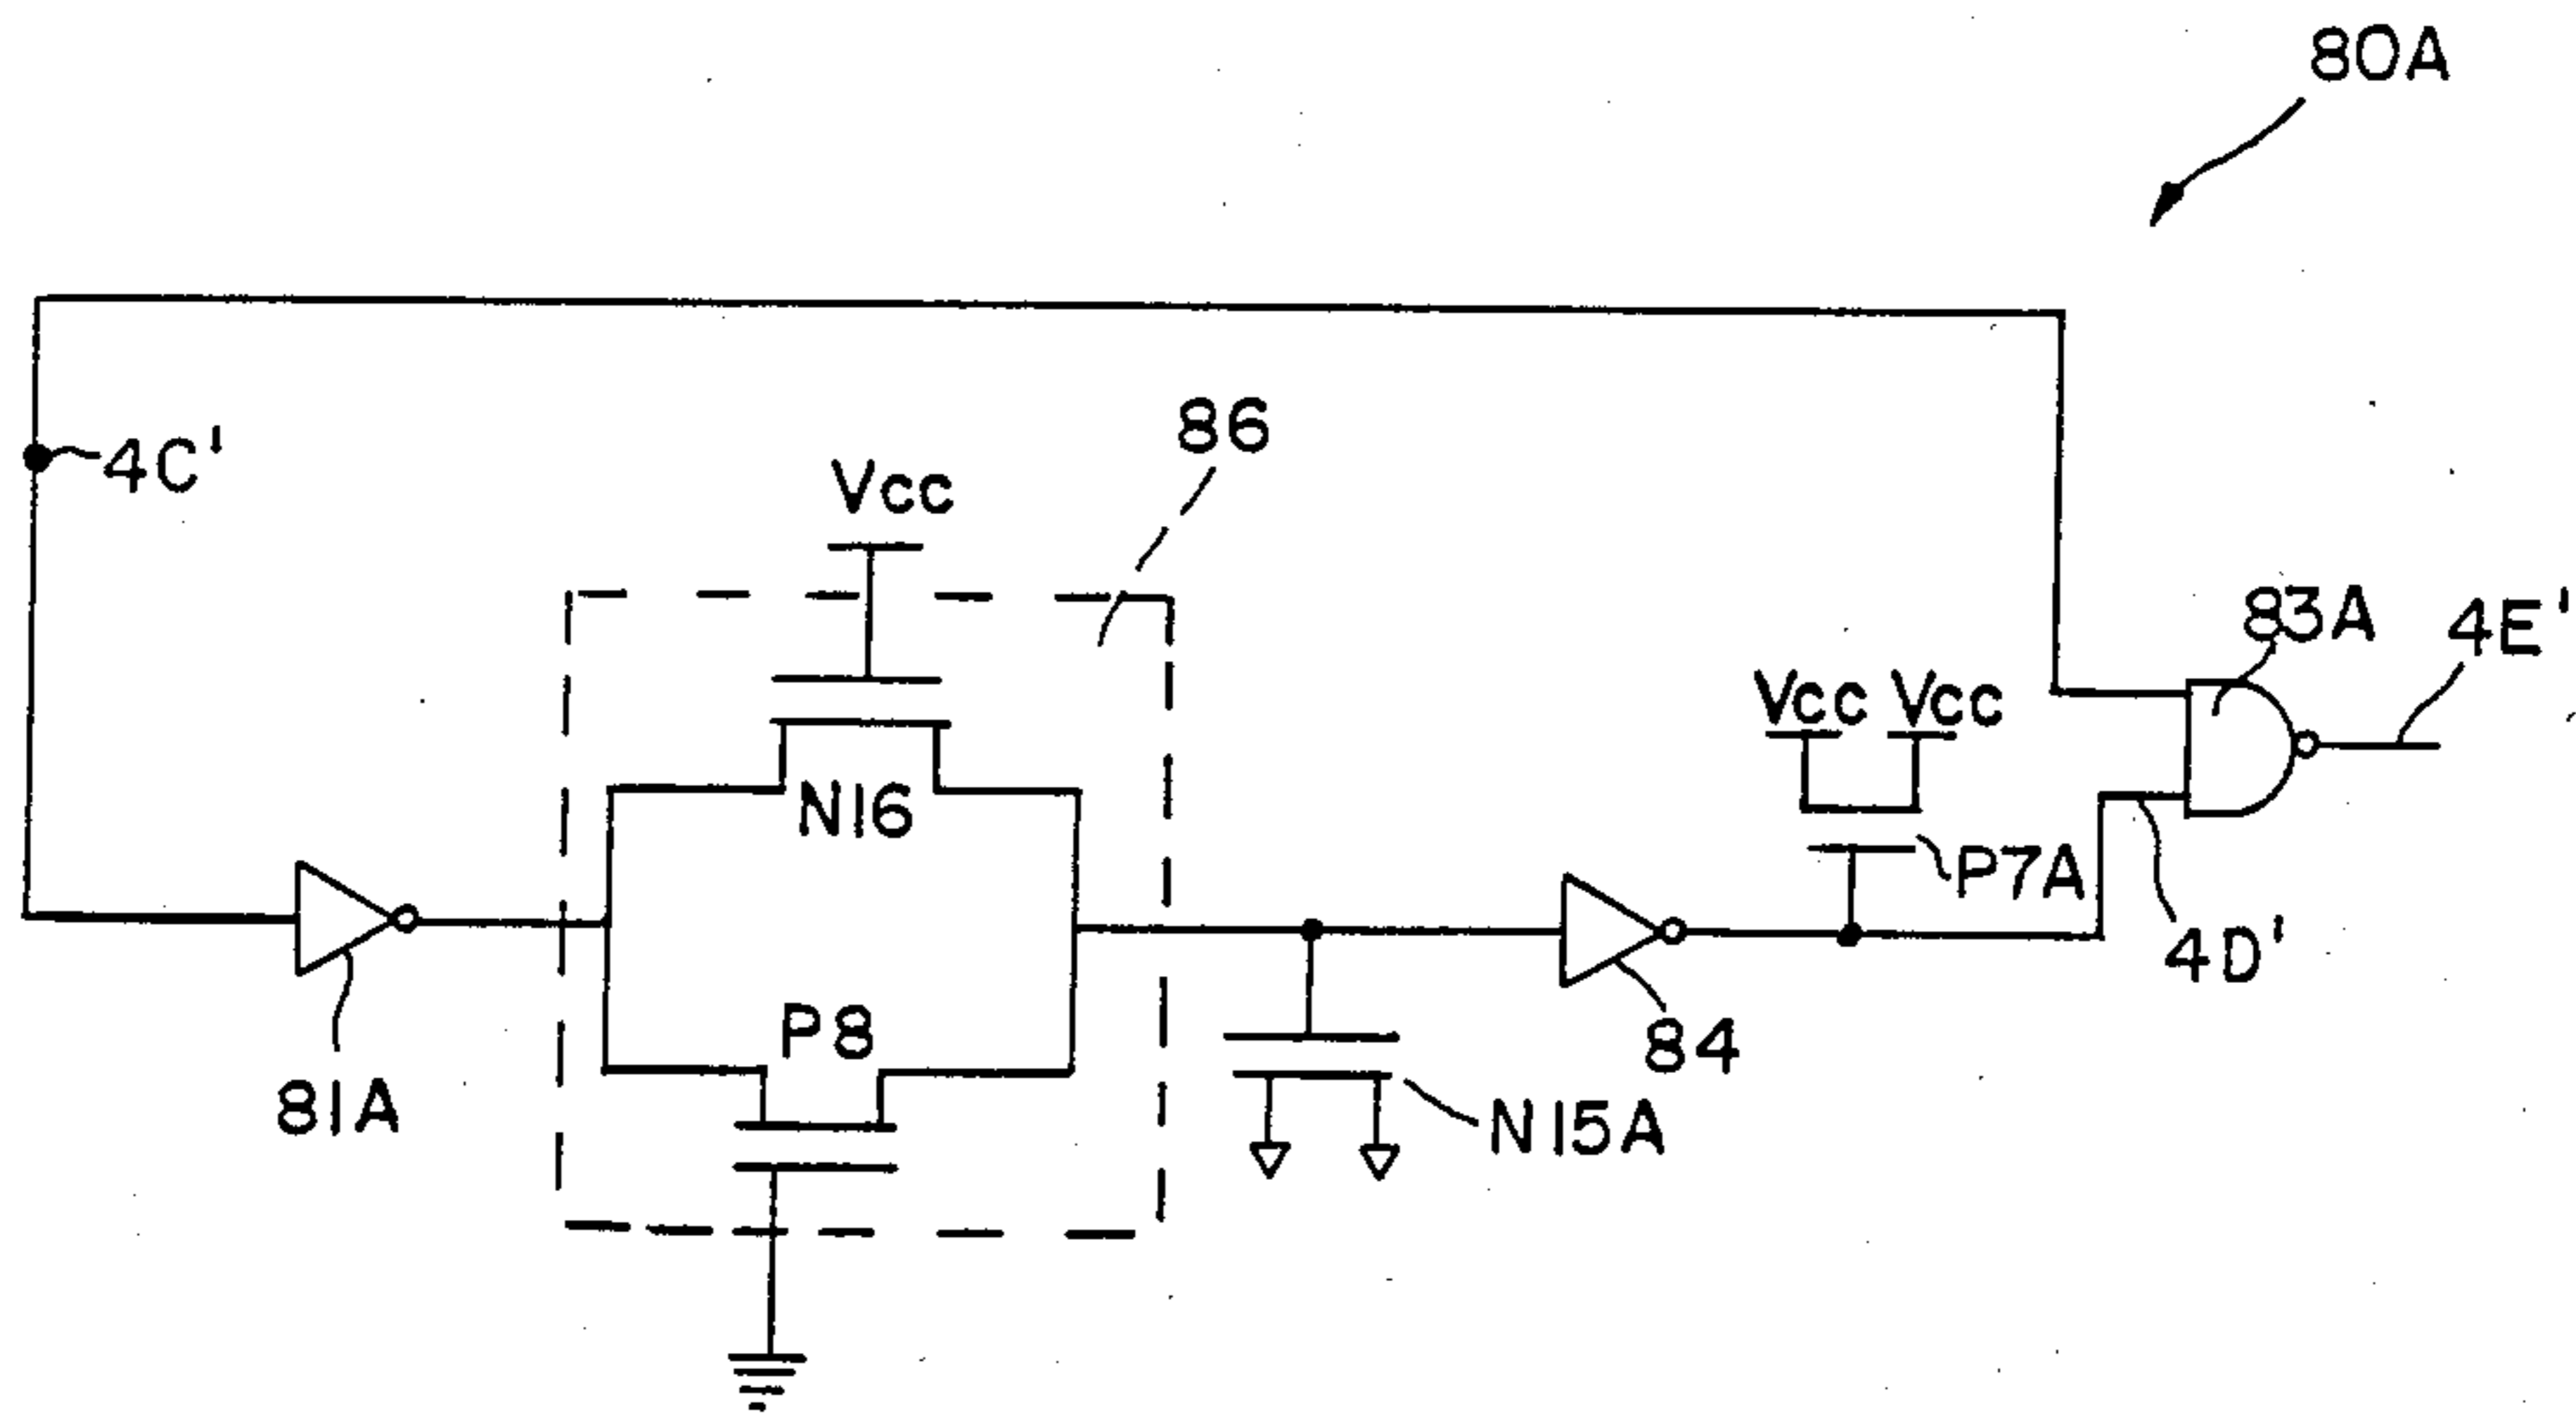 80A
4C'
86
Vcc
83A
4E'
Vcc Vcc
N16
P7A
4D'
P8
84
81A
N15A